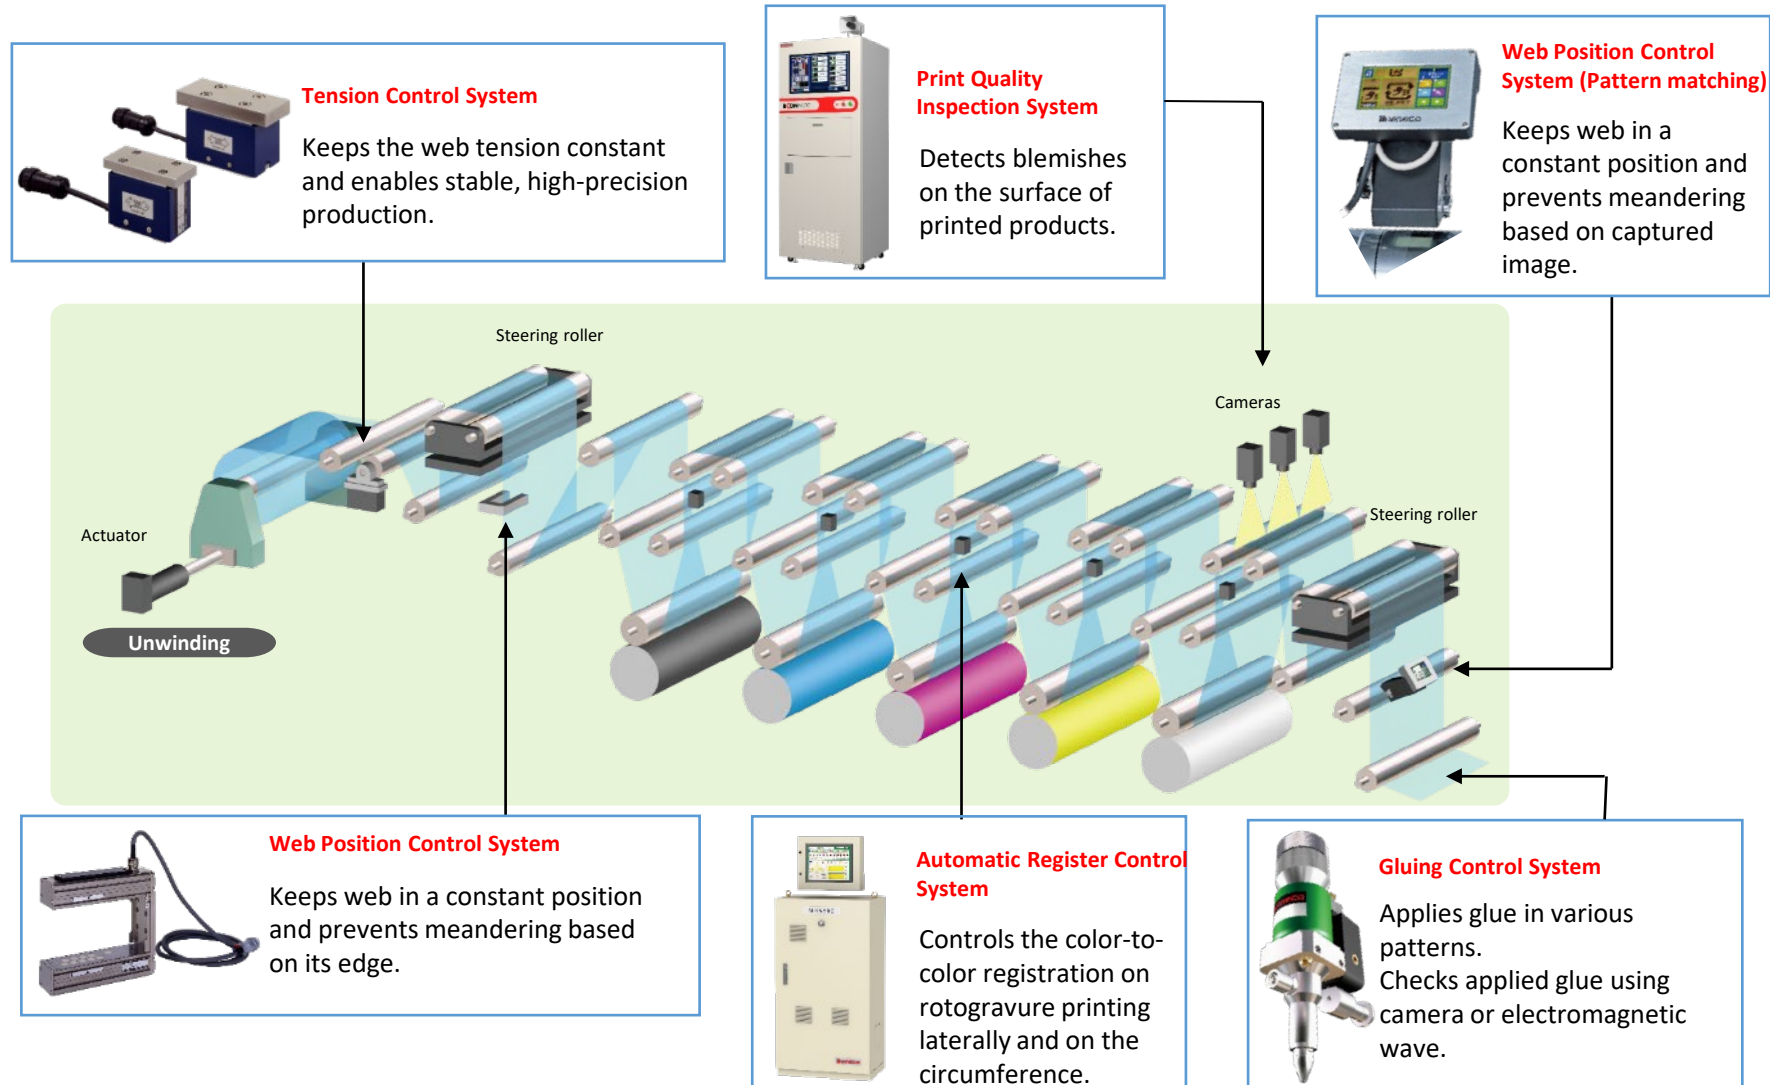 Tension Control System
Keeps the web tension constant
and enables stable, high-precision
production.
Print Quality
Inspection System
Detects blemishes
on the surface of
printed products.
Web Position Control
System (Pattern matching)
Keeps web in a
constant position and
prevents meandering
based on captured
image.
Steering roller
Cameras
Steering roller
Actuator
Unwinding
Web Position Control System
Keeps web in a constant position
and prevents meandering based
on its edge.
Automatic Register Control
System
Controls the color-to-
color registration on
rotogravure printing
laterally and on the
circumference.
Gluing Control System
Applies glue in various
patterns.
Checks applied glue using
camera or electromagnetic
wave.